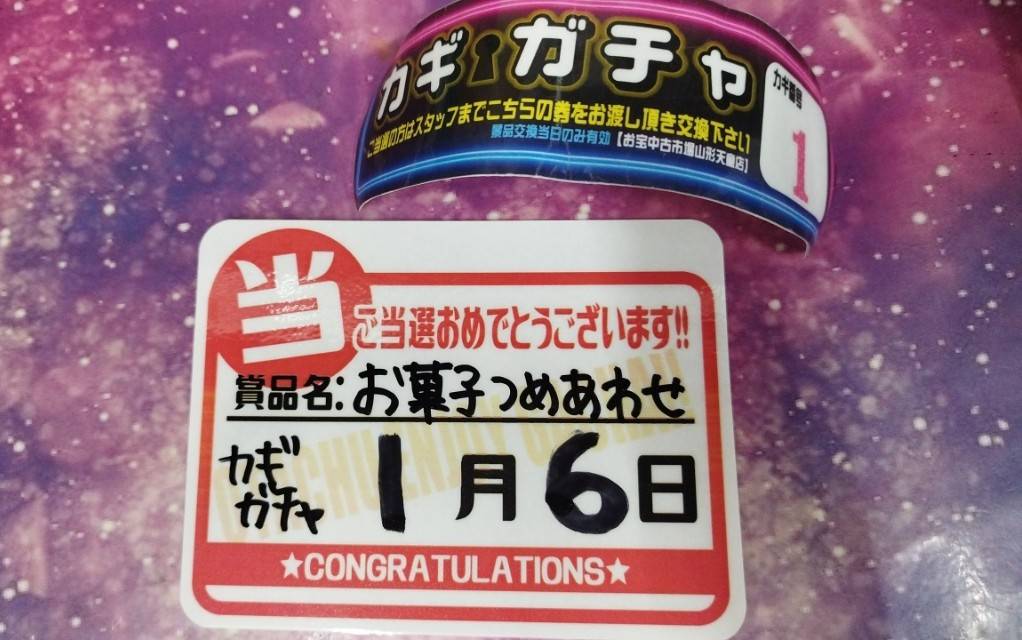 カギガチャ
カギ番号
1
ご当選の方はスタッフまでこちらの券をお渡し頂き交換下さい
景品交換当日のみ有効【お宝中古市場山形天童店】
当
ご当選おめでとうございます!!
賞品名:お菓子つめあわせ
カギ
ガチャ
1月6日
★CONGRATULATIONS★